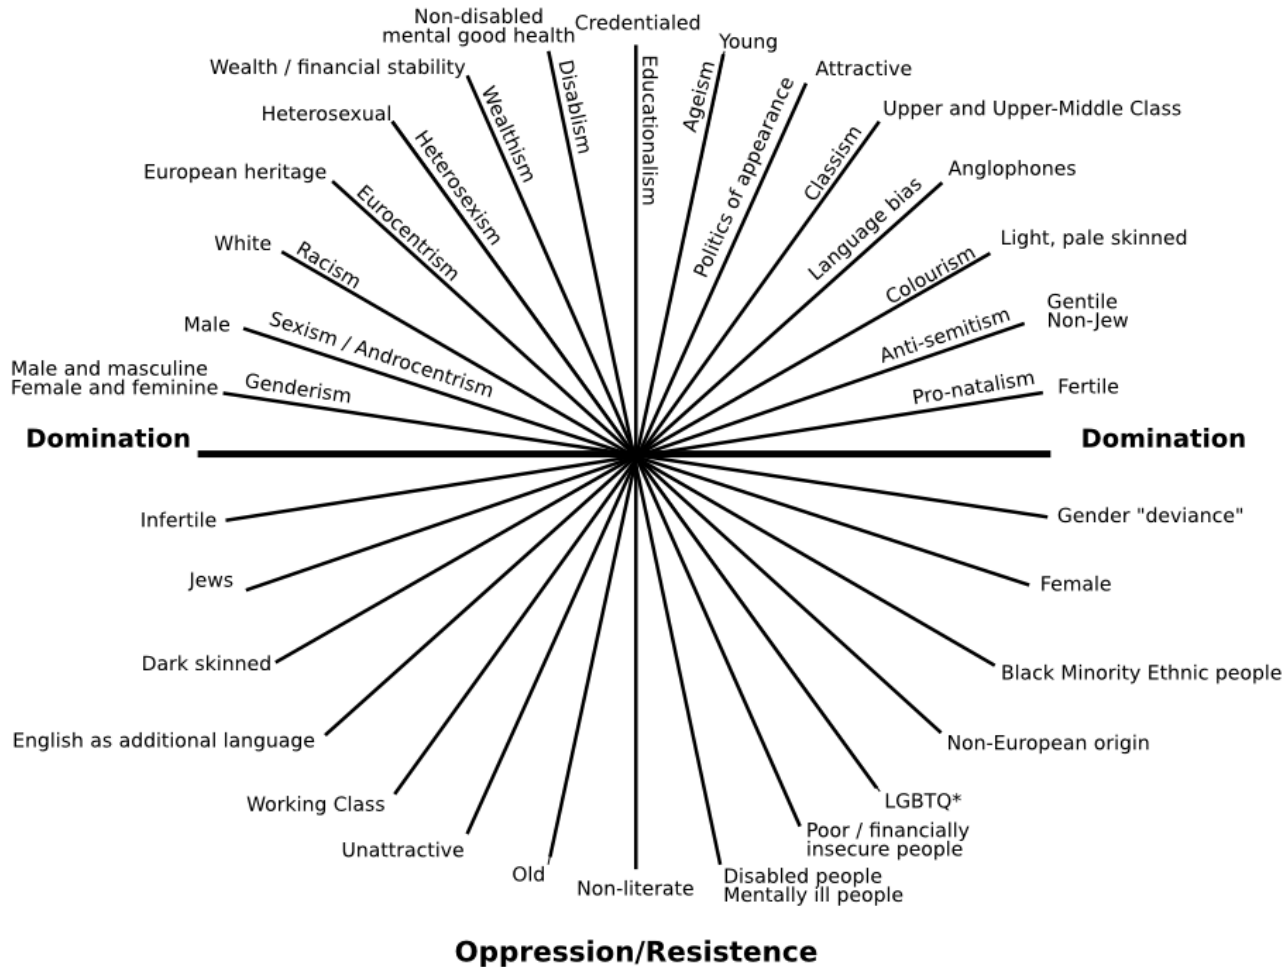 Non-disabled
mental good health
Credentialed
Young
Wealth / financial stability
Attractive
Heterosexual
Upper and Upper-Middle Class
European heritage
Anglophones
White
Light, pale skinned
Male
Gentile
Non-Jew
Male and masculine
Female and feminine
Fertile
Genderism
Sexism / Androcentrism
Racism
Eurocentrism
Heterosexism
Wealthism
Disablism
Educationalism
Ageism
Politics of appearance
Classism
Language bias
Colourism
Anti-semitism
Pro-natalism
Domination
Domination
Infertile
Gender "deviance"
Jews
Female
Dark skinned
Black Minority Ethnic people
English as additional language
Non-European origin
Working Class
LGBTQ*
Unattractive
Poor / financially
insecure people
Old
Non-literate
Disabled people
Mentally ill people
Oppression/Resistence